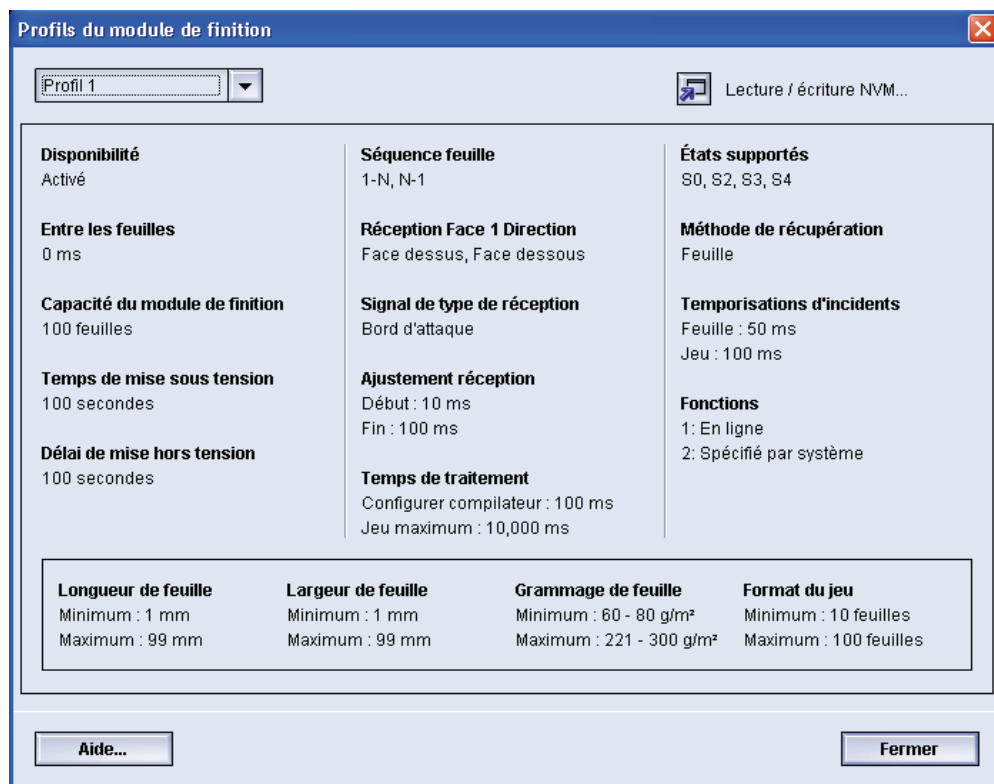 Profils du module de finition
Profil 1
Lecture / écriture NVM...
Disponibilité
Activé
Entre les feuilles
0 ms
Capacité du module de finition
100 feuilles
Temps de mise sous tension
100 secondes
Délai de mise hors tension
100 secondes
Séquence feuille
1-N, N-1
Réception Face 1 Direction
Face dessus, Face dessous
Signal de type de réception
Bord d'attaque
Ajustement réception
Début : 10 ms
Fin : 100 ms
Temps de traitement
Configurer compilateur : 100 ms
Jeu maximum : 10,000 ms
États supportés
S0, S2, S3, S4
Méthode de récupération
Feuille
Temporisations d'incidents
Feuille : 50 ms
Jeu : 100 ms
Fonctions
1: En ligne
2: Spécifié par système
Longueur de feuille
Minimum : 1 mm
Maximum : 99 mm
Largeur de feuille
Minimum : 1 mm
Maximum : 99 mm
Grammage de feuille
Minimum : 60 - 80 g/m²
Maximum : 221 - 300 g/m²
Format du jeu
Minimum : 10 feuilles
Maximum : 100 feuilles
Aide...
Fermer